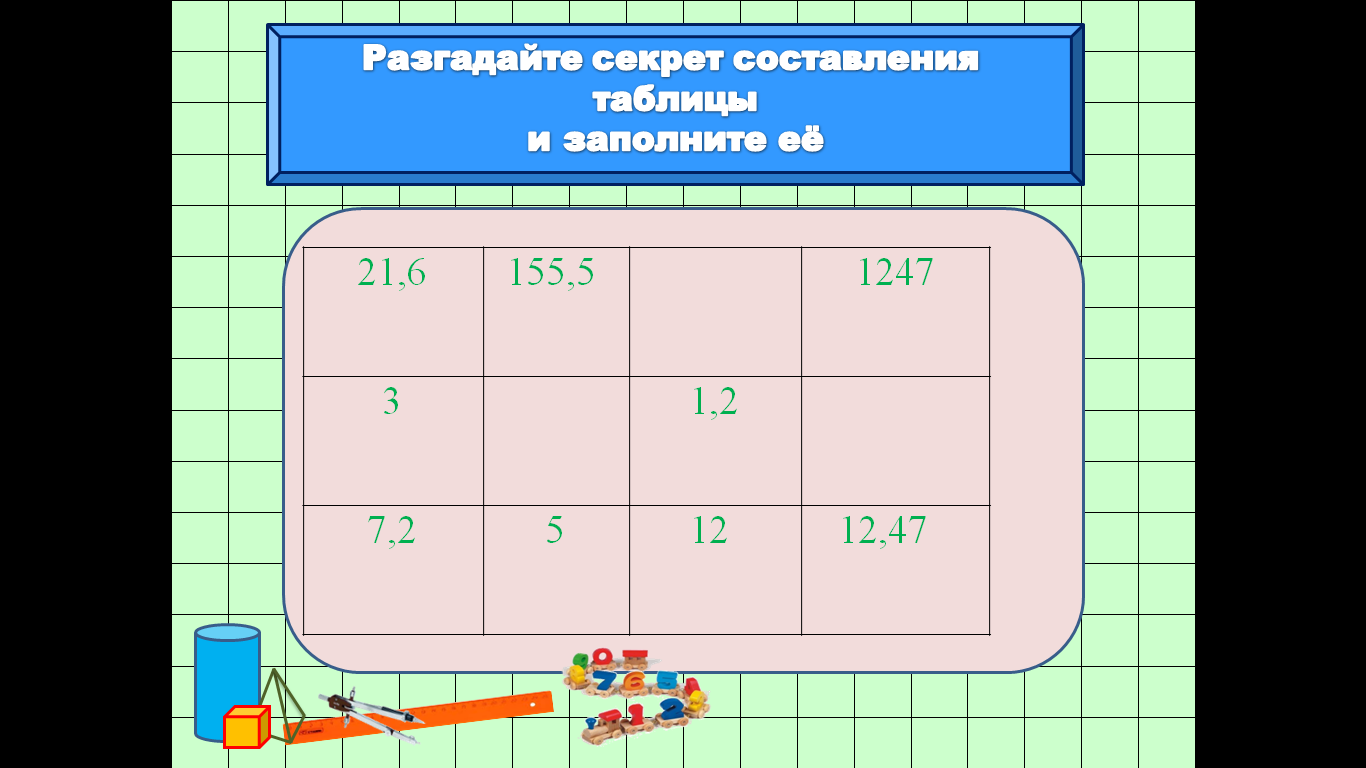 Разгадайте секрет составления
таблицы
и заполните её
21,6 155,5 1247
3 1,2
7,2 5 12 12,47